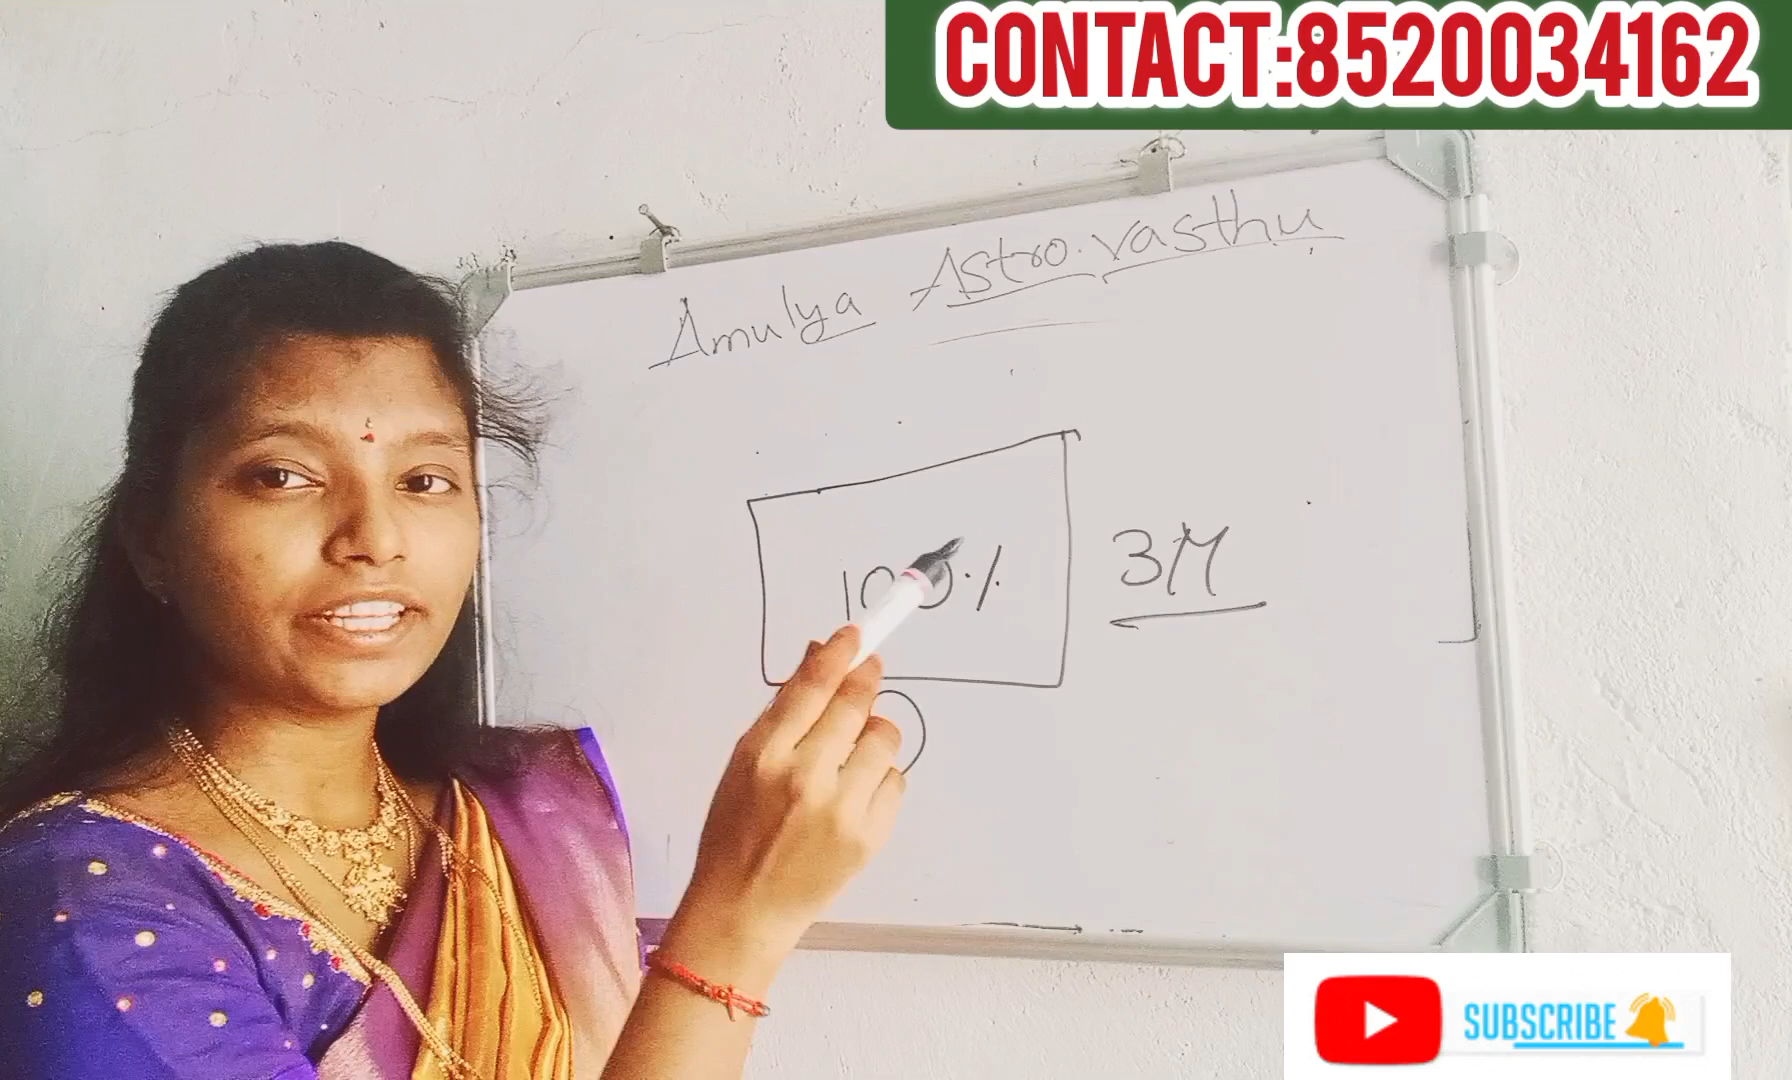 CONTACT:8520034162
Amulya Astro.vasthu
100%
3M
SUBSCRIBE